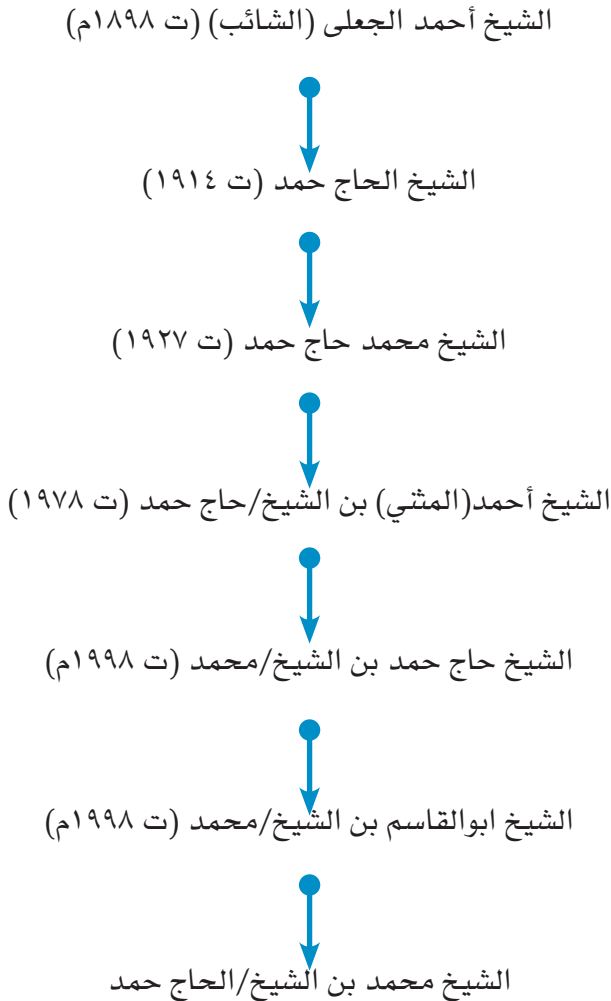 الشيخ أحمد الجعلى (الشائب) (ت ١٨٩٨م)
الشيخ الحاج حمد (ت ١٩١٤)
الشيخ محمد حاج حمد (ت ١٩٢٧)
الشيخ أحمد(المثني) بن الشيخ/حاج حمد (ت ١٩٧٨)
الشيخ حاج حمد بن الشيخ/محمد (ت ١٩٩٨م)
الشيخ ابوالقاسم بن الشيخ/محمد (ت ١٩٩٨م)
الشيخ محمد بن الشيخ/الحاج حمد